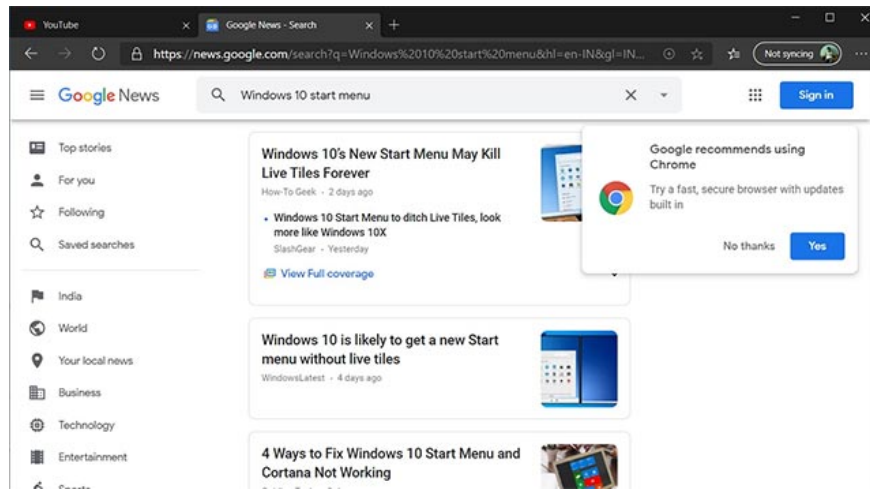 YouTube
Google News - Search
https://news.google.com/search?q=Windows%2010%20start%20menu&hl=en-IN&gl=IN...
Not syncing
Google News
Windows 10 start menu
Sign in
Top stories
For you
Following
Saved searches
India
World
Your local news
Business
Technology
Entertainment
Sports
Windows 10's New Start Menu May Kill
Live Tiles Forever
How-To Geek · 2 days ago
Windows 10 Start Menu to ditch Live Tiles, look
more like Windows 10X
SlashGear · Yesterday
View Full coverage
Windows 10 is likely to get a new Start
menu without live tiles
WindowsLatest · 4 days ago
4 Ways to Fix Windows 10 Start Menu and
Cortana Not Working
Google recommends using
Chrome
Try a fast, secure browser with updates
built in
No thanks
Yes